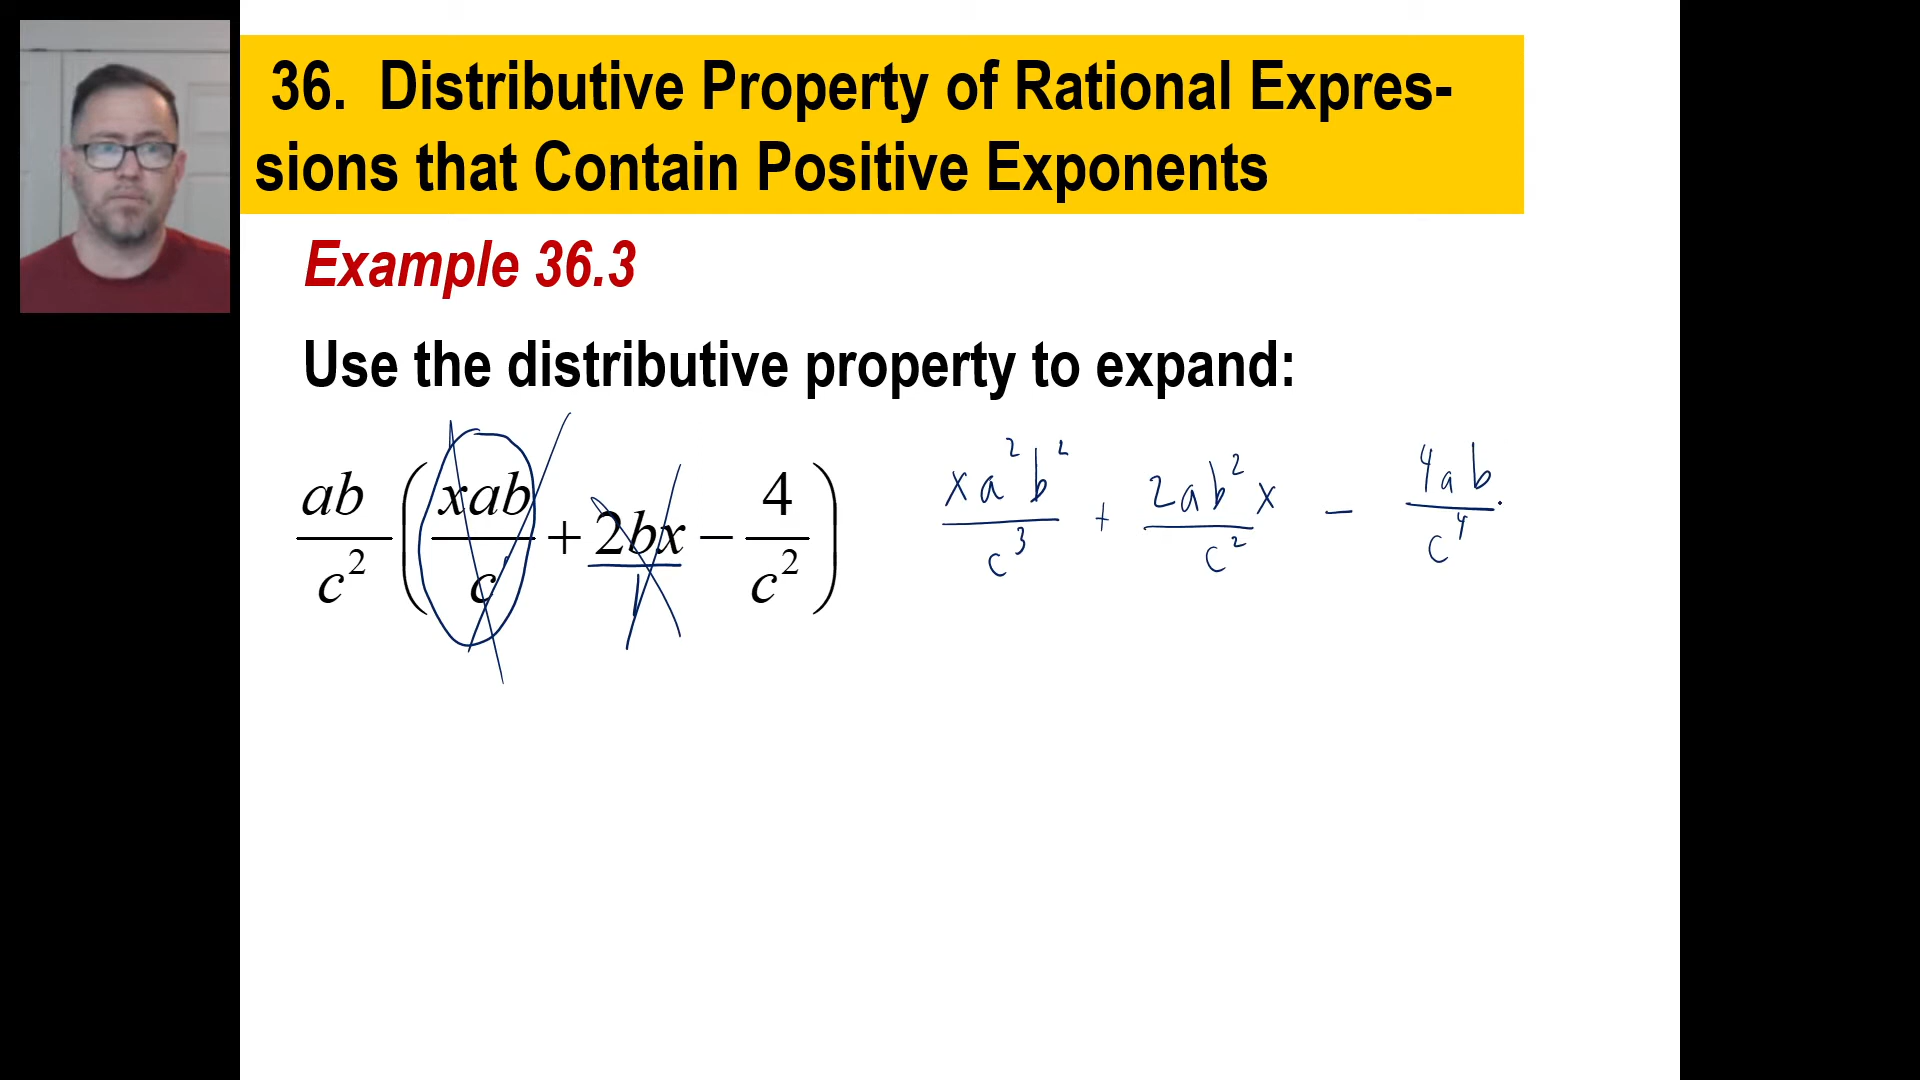 36. Distributive Property of Rational Expres-
sions that Contain Positive Exponents
Example 36.3
Use the distributive property to expand:
ab/c² (xab/c + 2bx/1 − 4/c²) xa²b²/c³ + 2ab²x/c² − 4ab/c⁴